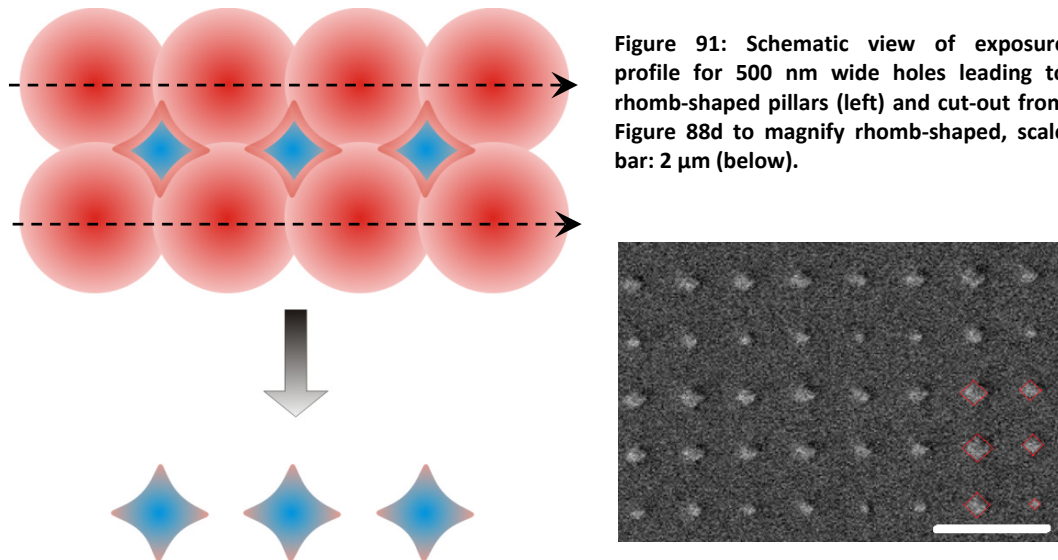 Figure 91: Schematic view of exposure
profile for 500 nm wide holes leading to
rhomb-shaped pillars (left) and cut-out from
Figure 88d to magnify rhomb-shaped, scale
bar: 2 µm (below).